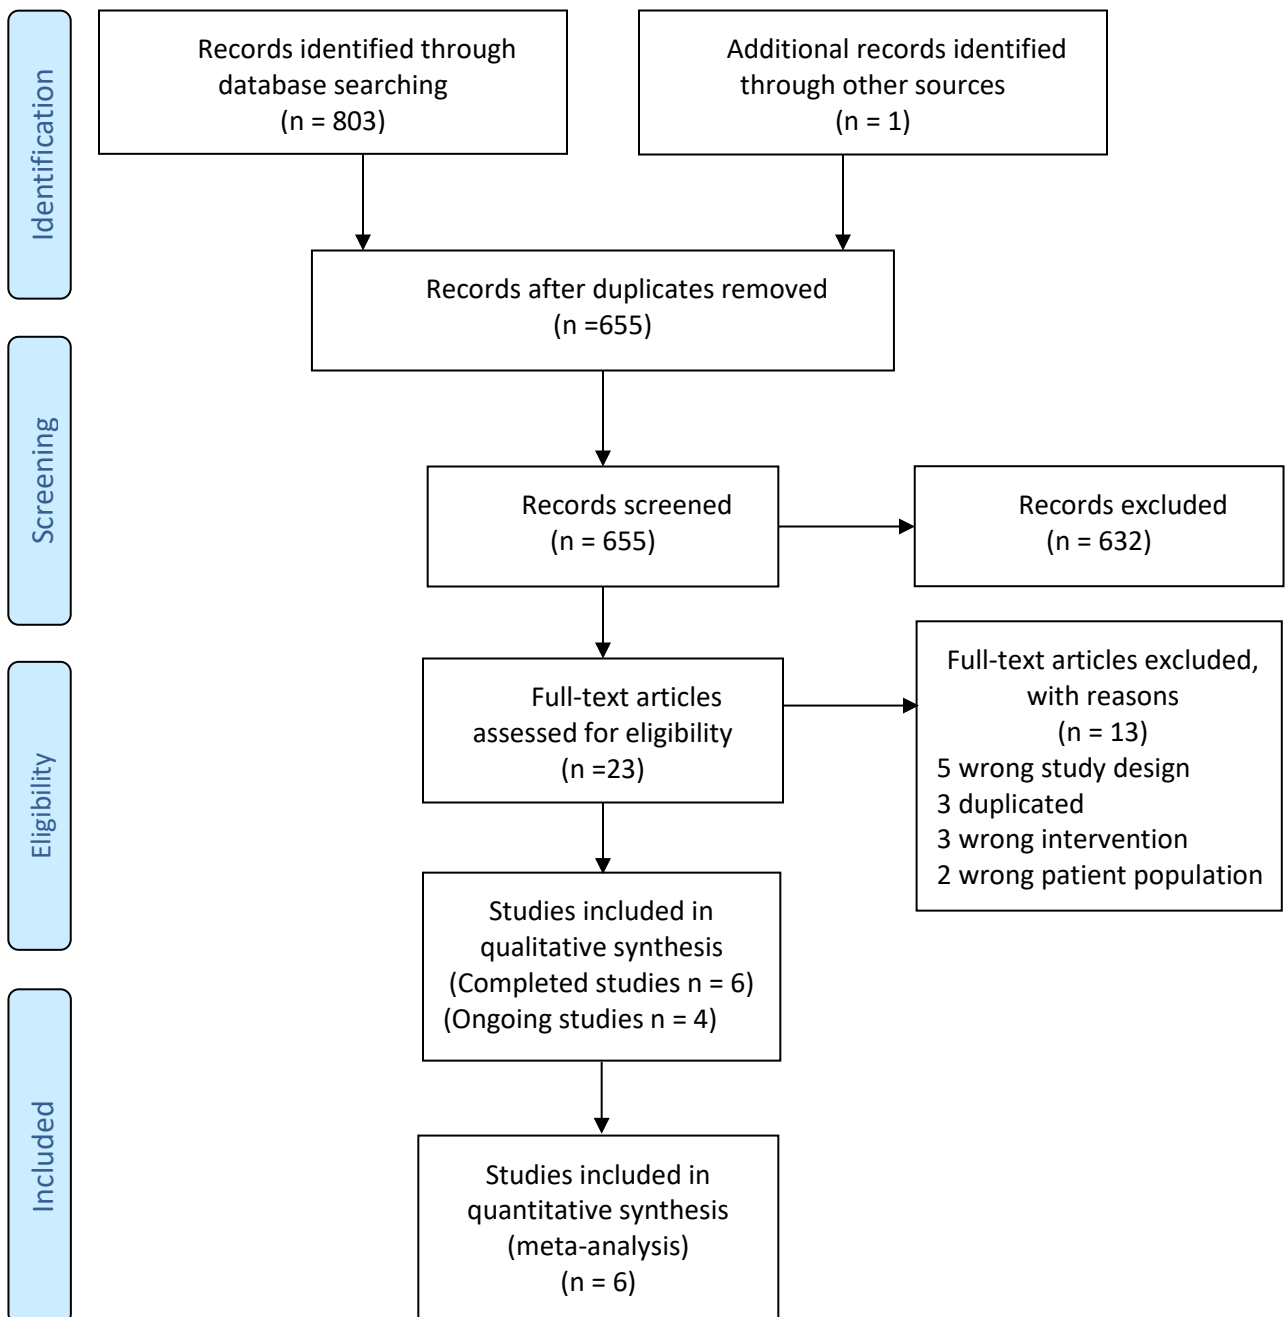 Identification
Records identified through
database searching
(n = 803)
Additional records identified
through other sources
(n = 1)
Records after duplicates removed
(n =655)
Screening
Records screened
(n = 655)
Records excluded
(n = 632)
Eligibility
Full-text articles
assessed for eligibility
(n =23)
Full-text articles excluded,
with reasons
(n = 13)
5 wrong study design
3 duplicated
3 wrong intervention
2 wrong patient population
Studies included in
qualitative synthesis
(Completed studies n = 6)
(Ongoing studies n = 4)
Included
Studies included in
quantitative synthesis
(meta-analysis)
(n = 6)